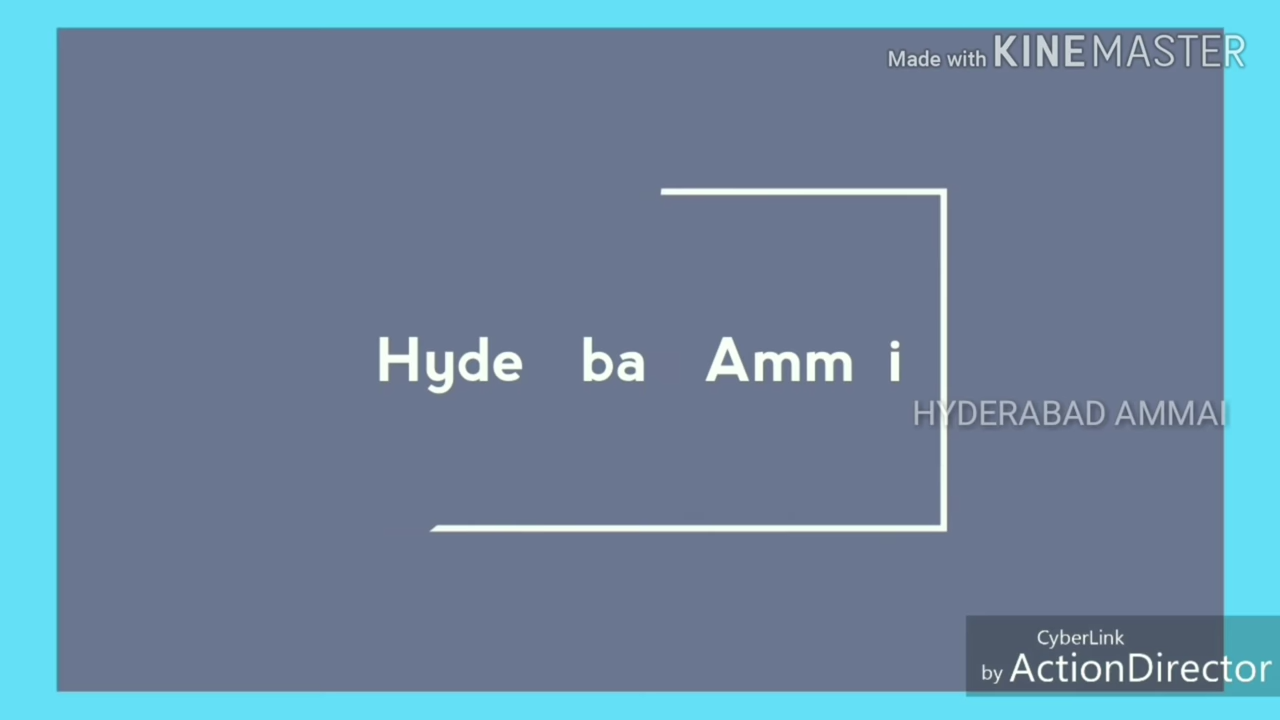 Made with KINEMASTER
Hyde ba Amm i
HYDERABAD AMMAI
CyberLink
by ActionDirector